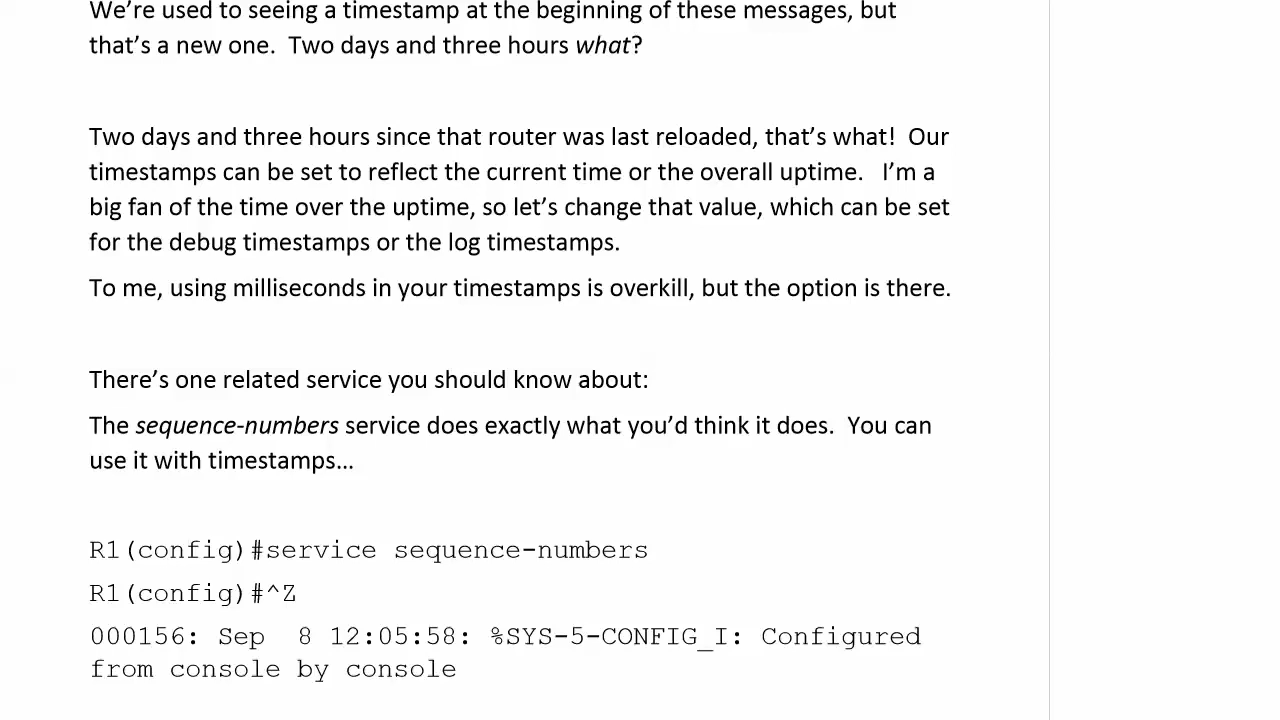 We're used to seeing a timestamp at the beginning of these messages, but
that's a new one.  Two days and three hours what?
Two days and three hours since that router was last reloaded, that's what!  Our
timestamps can be set to reflect the current time or the overall uptime.   I'm a
big fan of the time over the uptime, so let's change that value, which can be set
for the debug timestamps or the log timestamps.
To me, using milliseconds in your timestamps is overkill, but the option is there.
There's one related service you should know about:
The sequence-numbers service does exactly what you'd think it does.  You can
use it with timestamps…
R1(config)#service sequence-numbers
R1(config)#^Z
000156: Sep  8 12:05:58: %SYS-5-CONFIG_I: Configured
from console by console